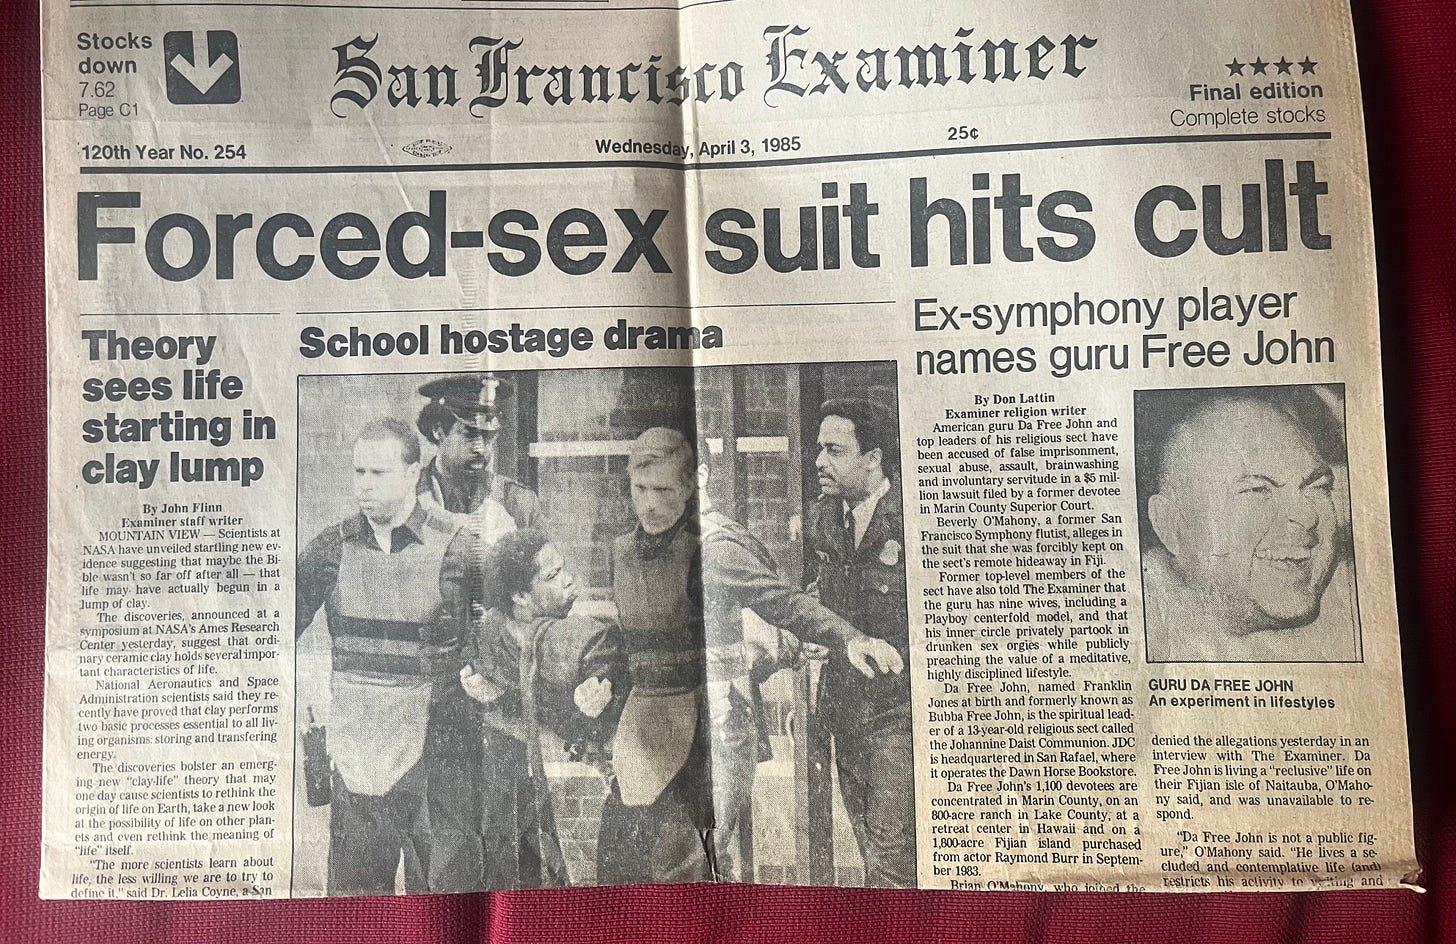 Stocks
down
7.62
Page C1
San Francisco Examiner
★★★★
Final edition
Complete stocks
120th Year No. 254
Wednesday, April 3, 1985
25¢
Forced-sex suit hits cult
Theory
sees life
starting in
clay lump
By John Flinn
Examiner staff writer
MOUNTAIN VIEW — Scientists at
NASA have unveiled startling new ev-
idence suggesting that maybe the Bi-
ble wasn't so far off after all — that
life may have actually begun in a
lump of clay.
The discoveries, announced at a
symposium at NASA's Ames Research
Center yesterday, suggest that ordi-
nary ceramic clay holds several impor-
tant characteristics of life.
National Aeronautics and Space
Administration scientists said they re-
cently have proved that clay performs
two basic processes essential to all liv-
ing organisms: storing and transfering
energy.
The discoveries bolster an emerg-
ing new "clay-life" theory that may
one day cause scientists to rethink the
origin of life on Earth, take a new look
at the possibility of life on other plan-
ets and even rethink the meaning of
"life" itself.
"The more scientists learn about
life, the less willing we are to try to
define it," said Dr. Lelia Coyne, a San
School hostage drama
Ex-symphony player
names guru Free John
By Don Lattin
Examiner religion writer
American guru Da Free John and
top leaders of his religious sect have
been accused of false imprisonment,
sexual abuse, assault, brainwashing
and involuntary servitude in a $5 mil-
lion lawsuit filed by a former devotee
in Marin County Superior Court.
Beverly O'Mahony, a former San
Francisco Symphony flutist, alleges in
the suit that she was forcibly kept on
the sect's remote hideaway in Fiji.
Former top-level members of the
sect have also told The Examiner that
the guru has nine wives, including a
Playboy centerfold model, and that
his inner circle privately partook in
drunken sex orgies while publicly
preaching the value of a meditative,
highly disciplined lifestyle.
Da Free John, named Franklin
Jones at birth and formerly known as
Bubba Free John, is the spiritual lead-
er of a 13-year-old religious sect called
the Johannine Daist Communion. JDC
is headquartered in San Rafael, where
it operates the Dawn Horse Bookstore.
Da Free John's 1,100 devotees are
concentrated in Marin County, on an
800-acre ranch in Lake County, at a
retreat center in Hawaii and on a
1,800-acre Fijian island purchased
from actor Raymond Burr in Septem-
ber 1983.
Brian O'Mahony, who joined the
GURU DA FREE JOHN
An experiment in lifestyles
denied the allegations yesterday in an
interview with The Examiner. Da
Free John is living a "reclusive" life on
their Fijian isle of Naitauba, O'Maho-
ny said, and was unavailable to re-
spond.
"Da Free John is not a public fig-
ure," O'Mahony said. "He lives a se-
cluded and contemplative life (and)
restricts his activity to writing and